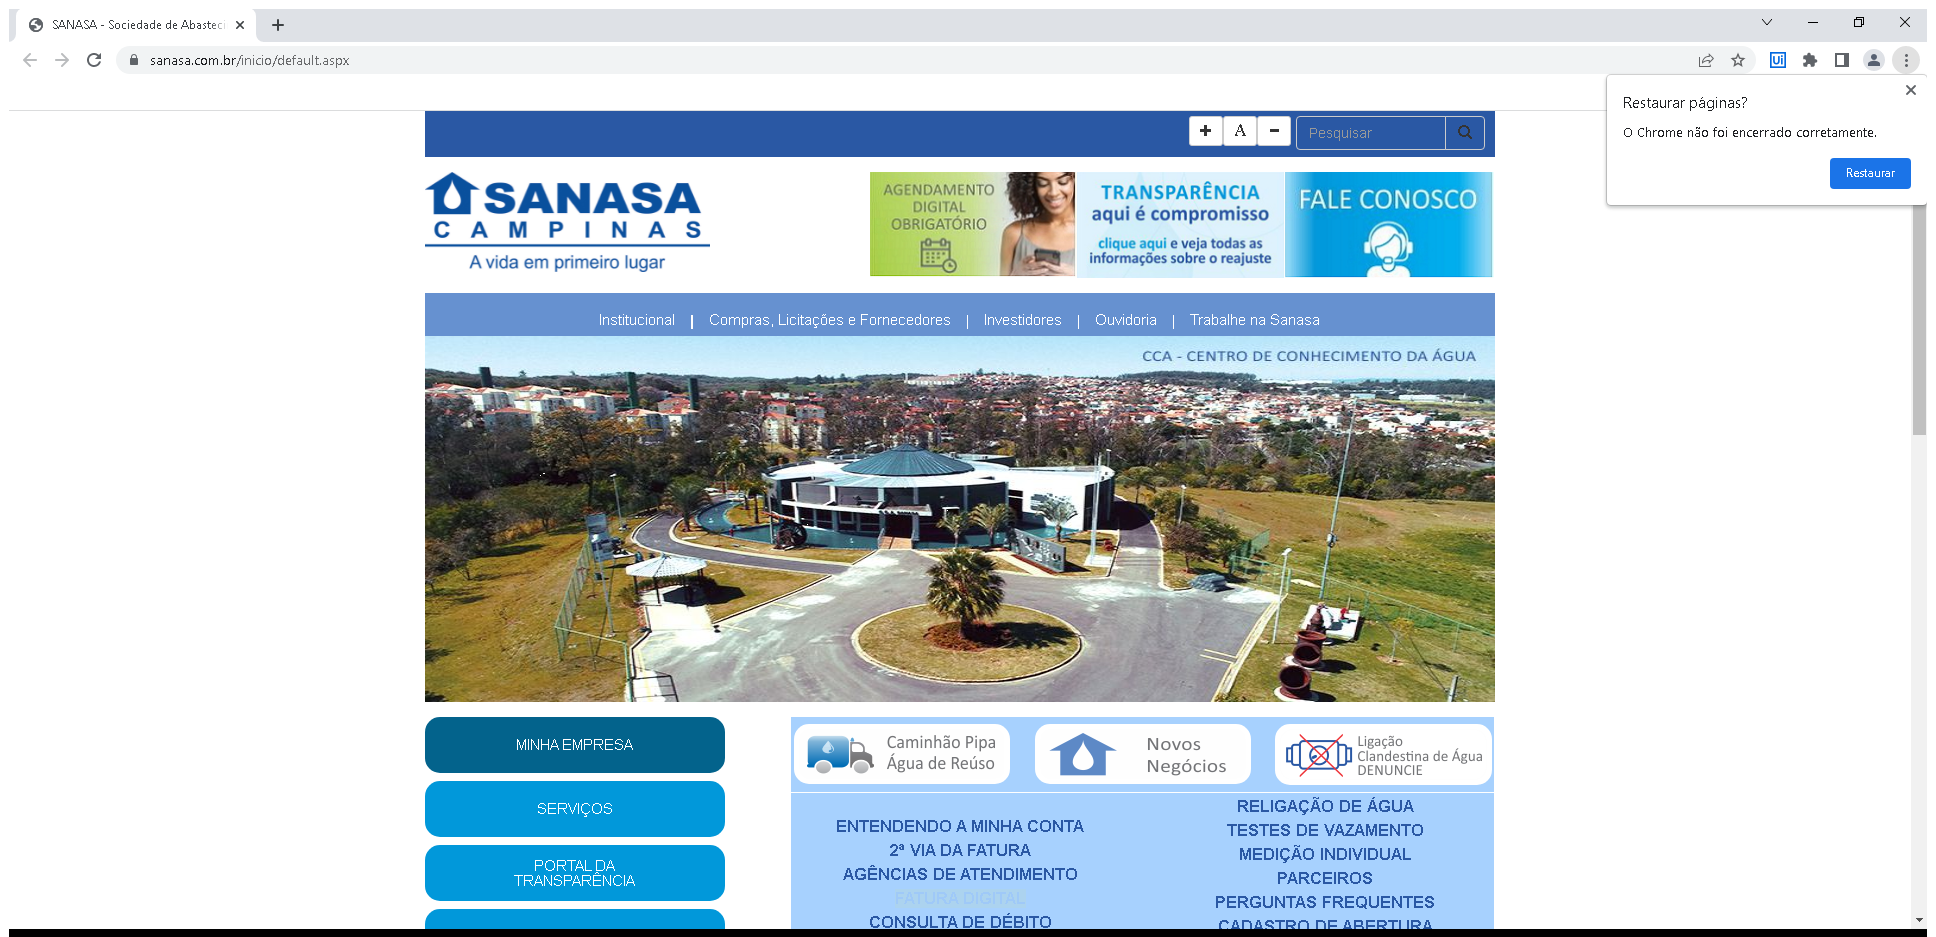 SANASA - Sociedade de Abasteci
sanasa.com.br/inicio/default.aspx
Ui
Restaurar páginas?
O Chrome não foi encerrado corretamente.
Restaurar
+
A
-
Pesquisar
SANASA
CAMPINAS
A vida em primeiro lugar
AGENDAMENTO
DIGITAL
OBRIGATÓRIO
TRANSPARÊNCIA
aqui é compromisso
clique aqui e veja todas as
informações sobre o reajuste
FALE CONOSCO
Institucional | Compras, Licitações e Fornecedores | Investidores | Ouvidoria | Trabalhe na Sanasa
CCA - CENTRO DE CONHECIMENTO DA ÁGUA
MINHA EMPRESA
SERVIÇOS
PORTAL DA
TRANSPARÊNCIA
Caminhão Pipa
Água de Reúso
Novos
Negócios
Ligação
Clandestina de Água
DENUNCIE
ENTENDENDO A MINHA CONTA
2ª VIA DA FATURA
AGÊNCIAS DE ATENDIMENTO
FATURA DIGITAL
CONSULTA DE DÉBITO
RELIGAÇÃO DE ÁGUA
TESTES DE VAZAMENTO
MEDIÇÃO INDIVIDUAL
PARCEIROS
PERGUNTAS FREQUENTES
CADASTRO DE ABERTURA